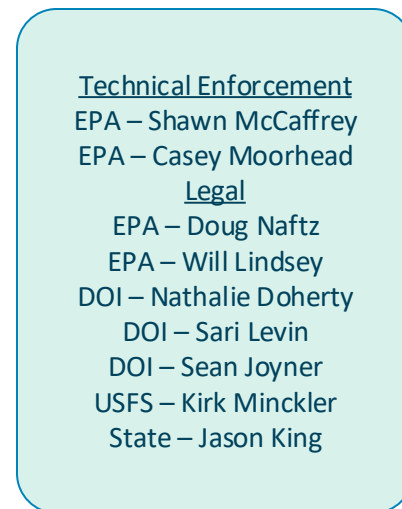 Technical Enforcement
EPA – Shawn McCaffrey
EPA – Casey Moorhead
Legal
EPA – Doug Naftz
EPA – Will Lindsey
DOI – Nathalie Doherty
DOI – Sari Levin
DOI – Sean Joyner
USFS – Kirk Minckler
State – Jason King